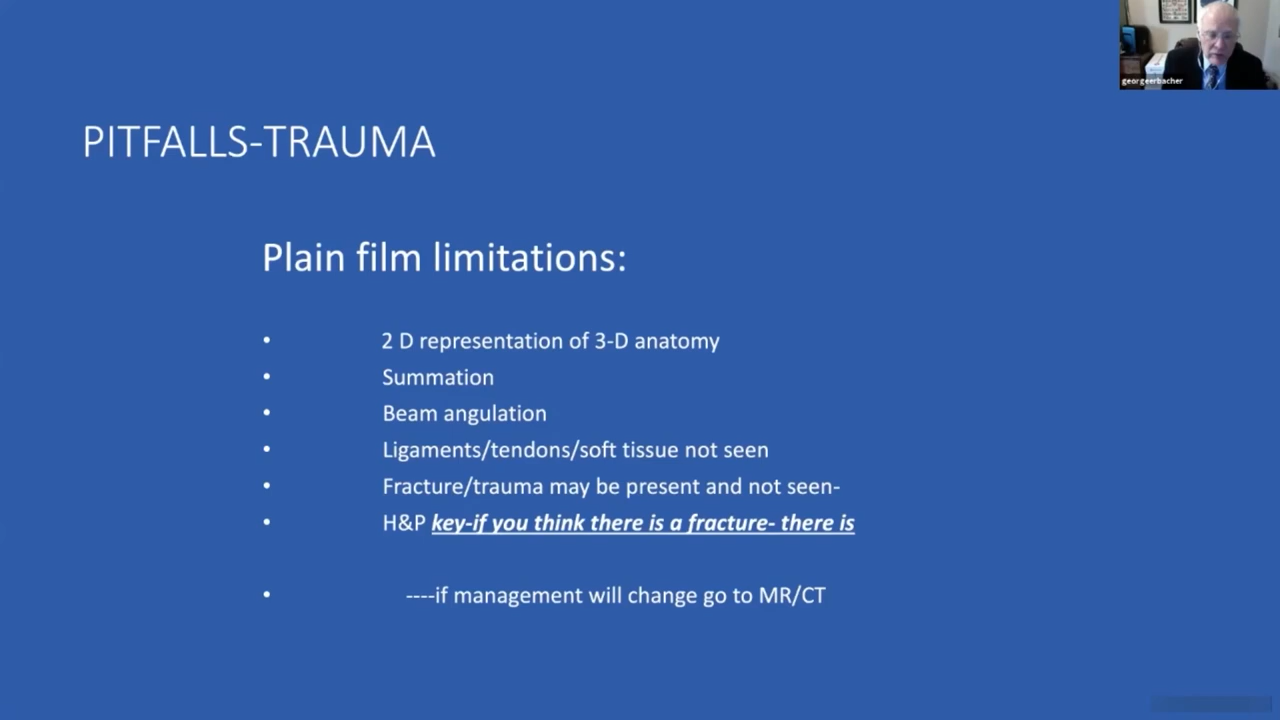 georgeerbacher
PITFALLS-TRAUMA
Plain film limitations:
• 2 D representation of 3-D anatomy
• Summation
• Beam angulation
• Ligaments/tendons/soft tissue not seen
• Fracture/trauma may be present and not seen-
• H&P key-if you think there is a fracture- there is
• ----if management will change go to MR/CT